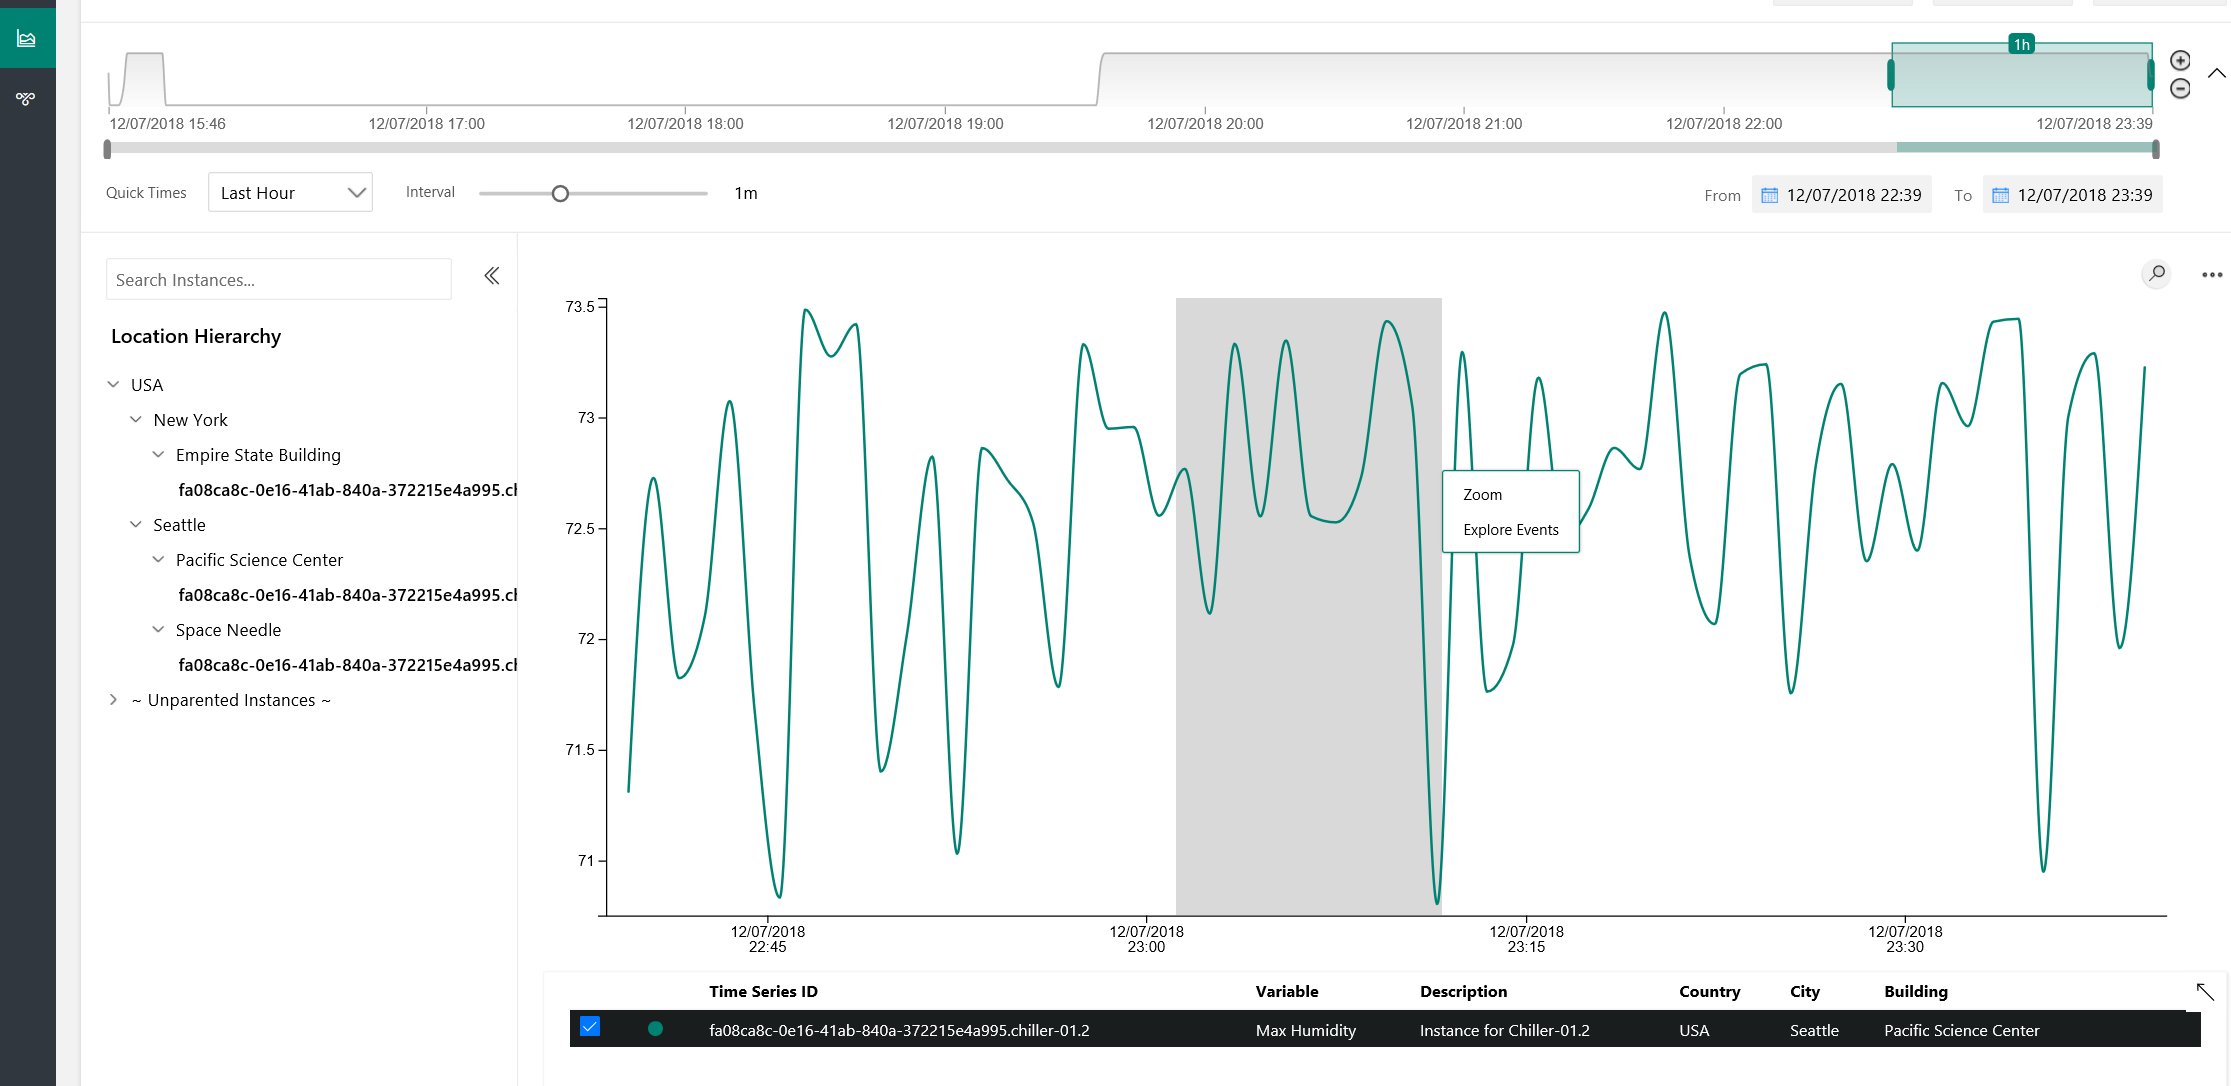 1h
12/07/2018 15:46 12/07/2018 17:00 12/07/2018 18:00 12/07/2018 19:00 12/07/2018 20:00 12/07/2018 21:00 12/07/2018 22:00 12/07/2018 23:39
Quick Times Last Hour Interval 1m From 12/07/2018 22:39 To 12/07/2018 23:39
Search Instances...
Location Hierarchy
USA
New York
Empire State Building
fa08ca8c-0e16-41ab-840a-372215e4a995.ch
Seattle
Pacific Science Center
fa08ca8c-0e16-41ab-840a-372215e4a995.ch
Space Needle
fa08ca8c-0e16-41ab-840a-372215e4a995.ch
~ Unparented Instances ~
73.5
73
72.5
72
71.5
71
Zoom
Explore Events
12/07/2018 12/07/2018 12/07/2018 12/07/2018
22:45 23:00 23:15 23:30
Time Series ID Variable Description Country City Building
fa08ca8c-0e16-41ab-840a-372215e4a995.chiller-01.2 Max Humidity Instance for Chiller-01.2 USA Seattle Pacific Science Center